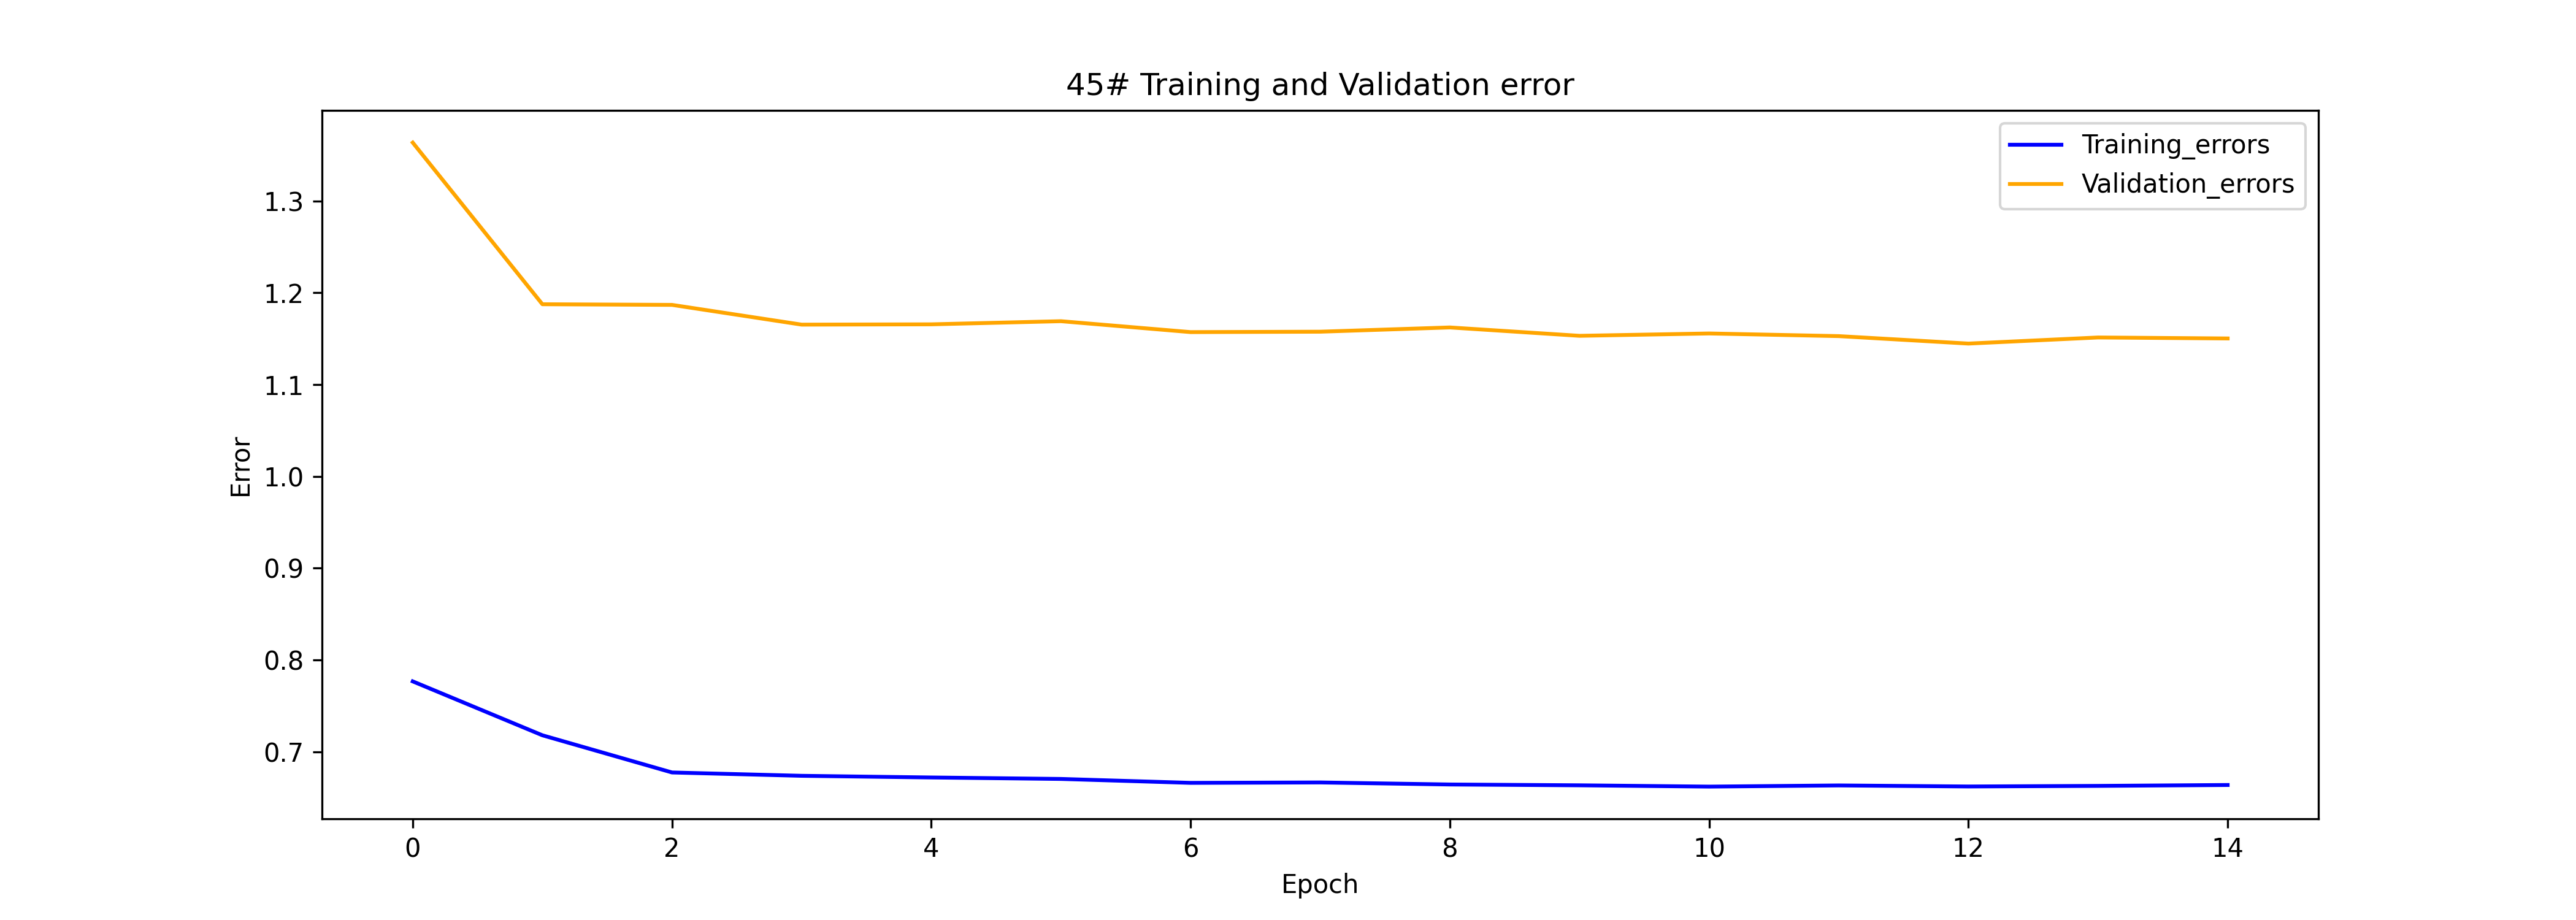 45# Training and Validation error
Training_errors
Validation_errors
1.3
1.2
1.1
1.0
0.9
0.8
0.7
Error
0 2 4 6 8 10 12 14
Epoch